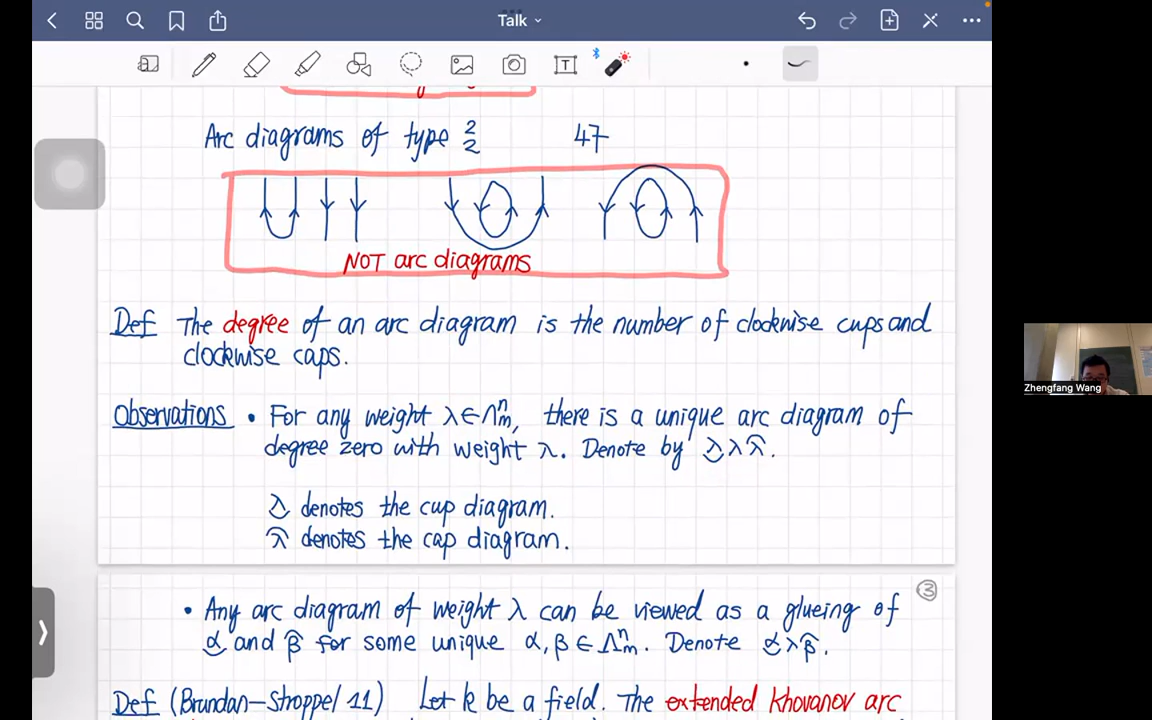 Talk
Arc diagrams of type 2/2 47
NOT arc diagrams
Def The degree of an arc diagram is the number of clockwise cups and
clockwise caps.
Observations • For any weight λ∈Λₘⁿ, there is a unique arc diagram of
degree zero with weight λ. Denote by λ̮λλ̑.
λ̮ denotes the cup diagram.
λ̑ denotes the cap diagram.
③
• Any arc diagram of weight λ can be viewed as a glueing of
α̮ and β̑ for some unique α, β ∈ Λₘⁿ. Denote α̮λβ̑.
Def (Brundan-Stroppel 11) Let k be a field. The extended Khovanov arc
Zhengfang Wang